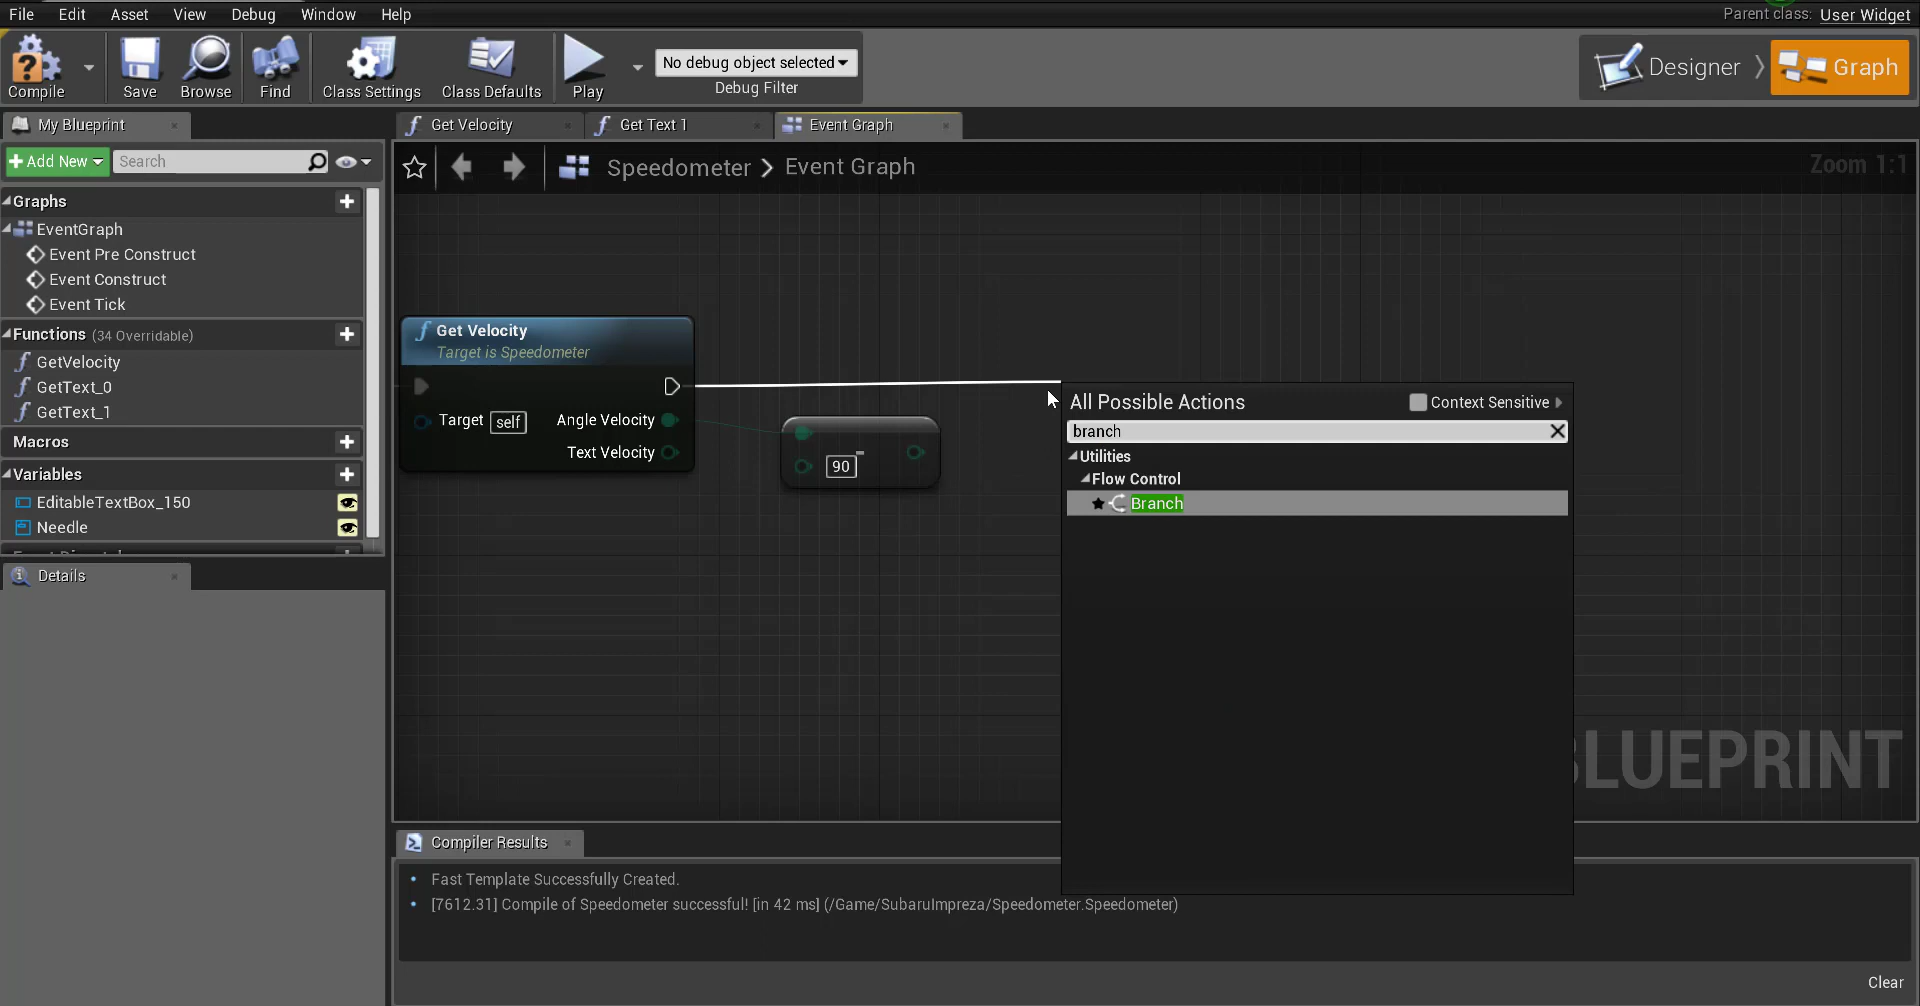 File Edit Asset View Debug Window Help
Parent class: User Widget
Compile Save Browse Find Class Settings Class Defaults Play
No debug object selected
Debug Filter
Designer Graph
My Blueprint
Get Velocity Get Text 1 Event Graph
Add New Search
Speedometer > Event Graph
Zoom 1:1
Graphs
EventGraph
Event Pre Construct
Event Construct
Event Tick
Functions (34 Overridable)
GetVelocity
GetText_0
GetText_1
Macros
Variables
EditableTextBox_150
Needle
Details
Get Velocity
Target is Speedometer
Target self Angle Velocity
Text Velocity
90 -
All Possible Actions Context Sensitive
branch
Utilities
Flow Control
Branch
BLUEPRINT
Compiler Results
Fast Template Successfully Created.
[7612.31] Compile of Speedometer successful! [in 42 ms] (/Game/SubaruImpreza/Speedometer.Speedometer)
Clear